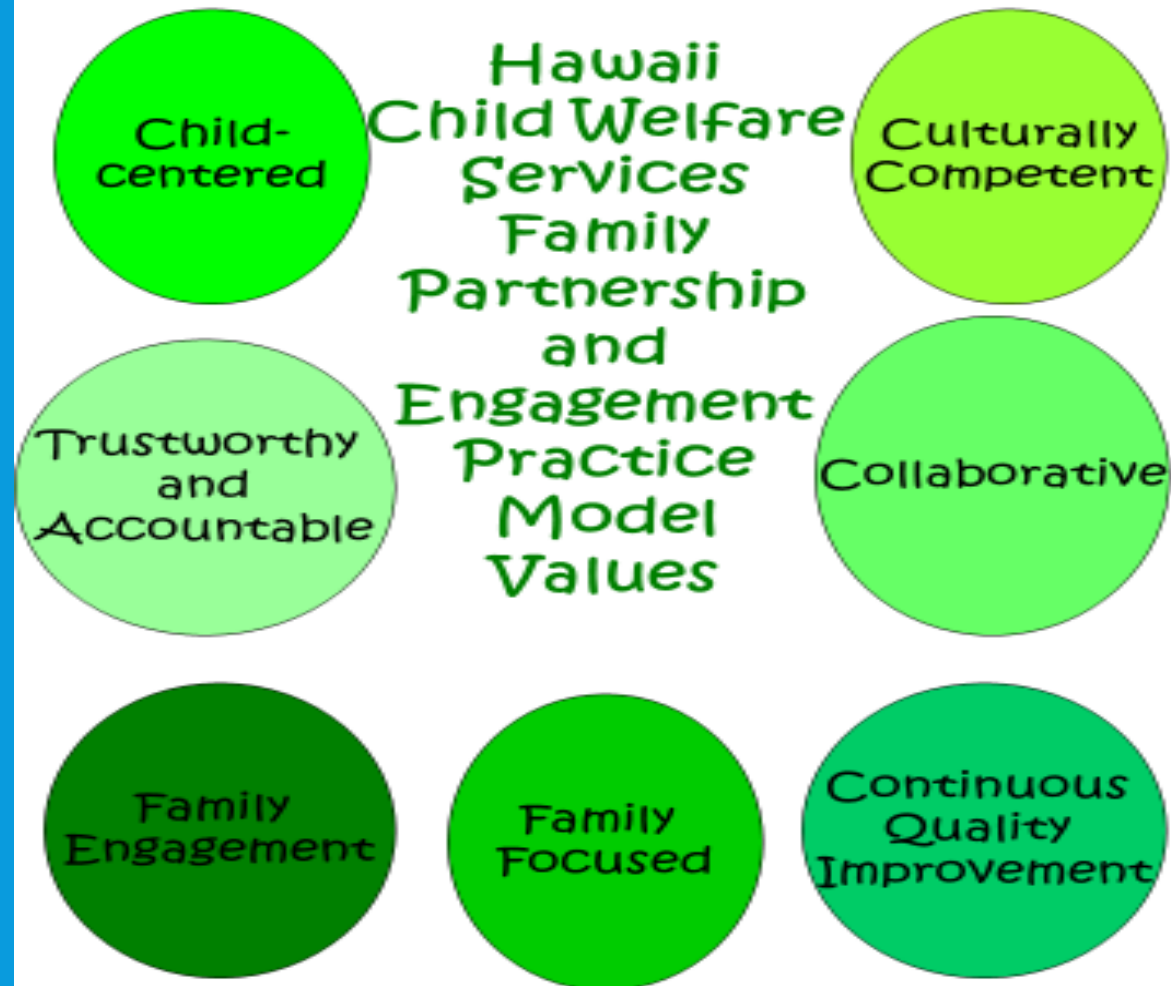 Hawaii
Child Welfare
Services
Family
Partnership
and
Engagement
Practice
Model
Values
Child-
centered
Culturally
Competent
Trustworthy
and
Accountable
Collaborative
Family
Engagement
Family
Focused
Continuous
Quality
Improvement